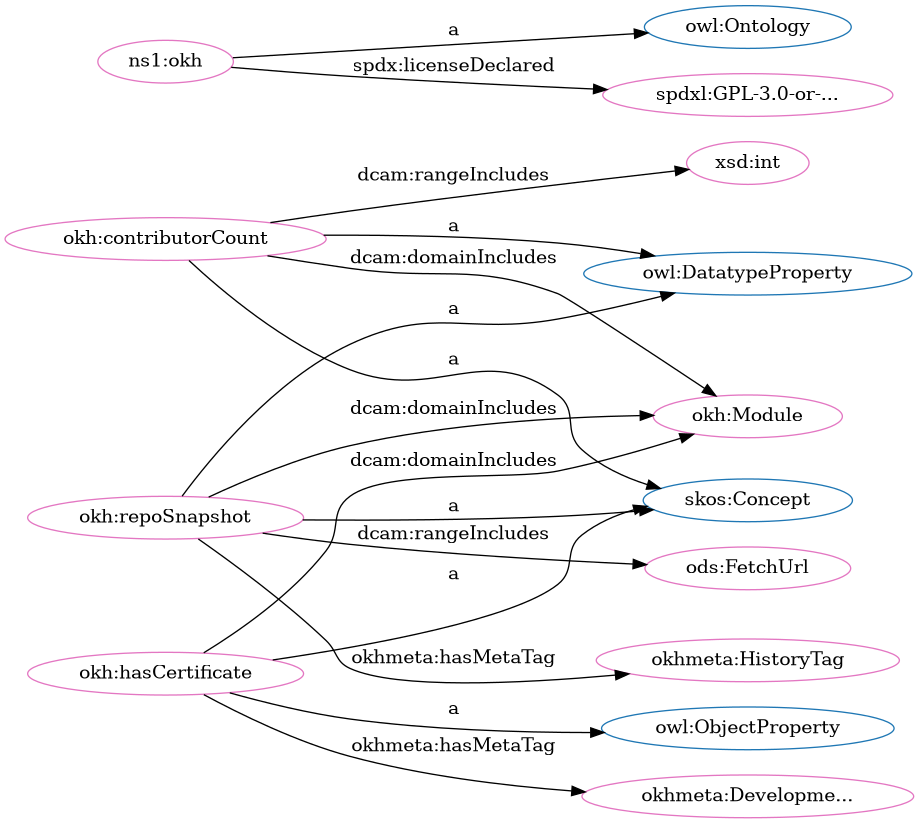 a
owl:Ontology
ns1:okh
spdx:licenseDeclared
spdxl:GPL-3.0-or-...
xsd:int
dcam:rangeIncludes
okh:contributorCount
a
dcam:domainIncludes
owl:DatatypeProperty
a
a
dcam:domainIncludes
okh:Module
dcam:domainIncludes
skos:Concept
okh:repoSnapshot
a
dcam:rangeIncludes
ods:FetchUrl
a
okhmeta:hasMetaTag
okhmeta:HistoryTag
okh:hasCertificate
a
owl:ObjectProperty
okhmeta:hasMetaTag
okhmeta:Developme...